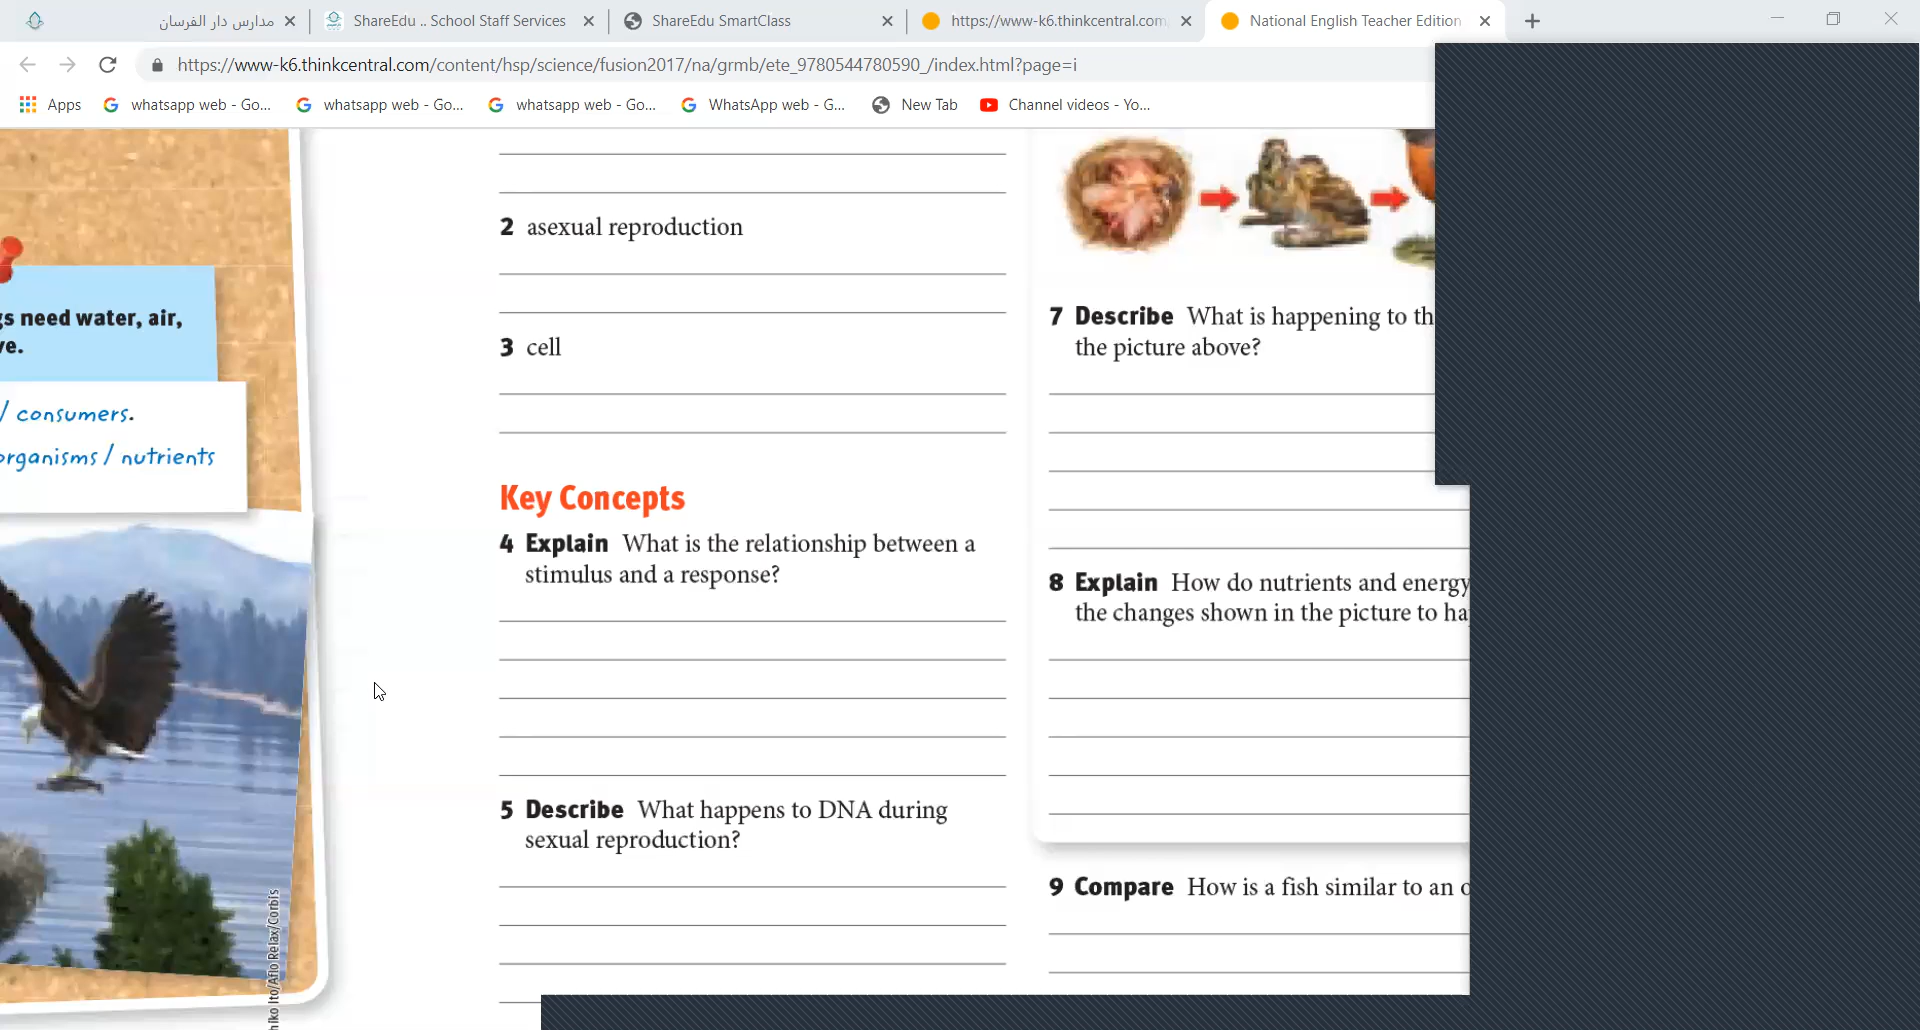 مدارس دار الفرسان
ShareEdu .. School Staff Services
ShareEdu SmartClass
https://www-k6.thinkcentral.com
National English Teacher Edition
https://www-k6.thinkcentral.com/content/hsp/science/fusion2017/na/grmb/ete_9780544780590_/index.html?page=i
Apps
whatsapp web - Go...
whatsapp web - Go...
whatsapp web - Go...
WhatsApp web - G...
New Tab
Channel videos - Yo...
need water, air,
/ consumers.
organisms / nutrients
2 asexual reproduction
3 cell
Key Concepts
4 Explain What is the relationship between a
stimulus and a response?
5 Describe What happens to DNA during
sexual reproduction?
7 Describe What is happening to th
the picture above?
8 Explain How do nutrients and energy
the changes shown in the picture to ha
9 Compare How is a fish similar to an
Ito/Aflo Relax/Corbis